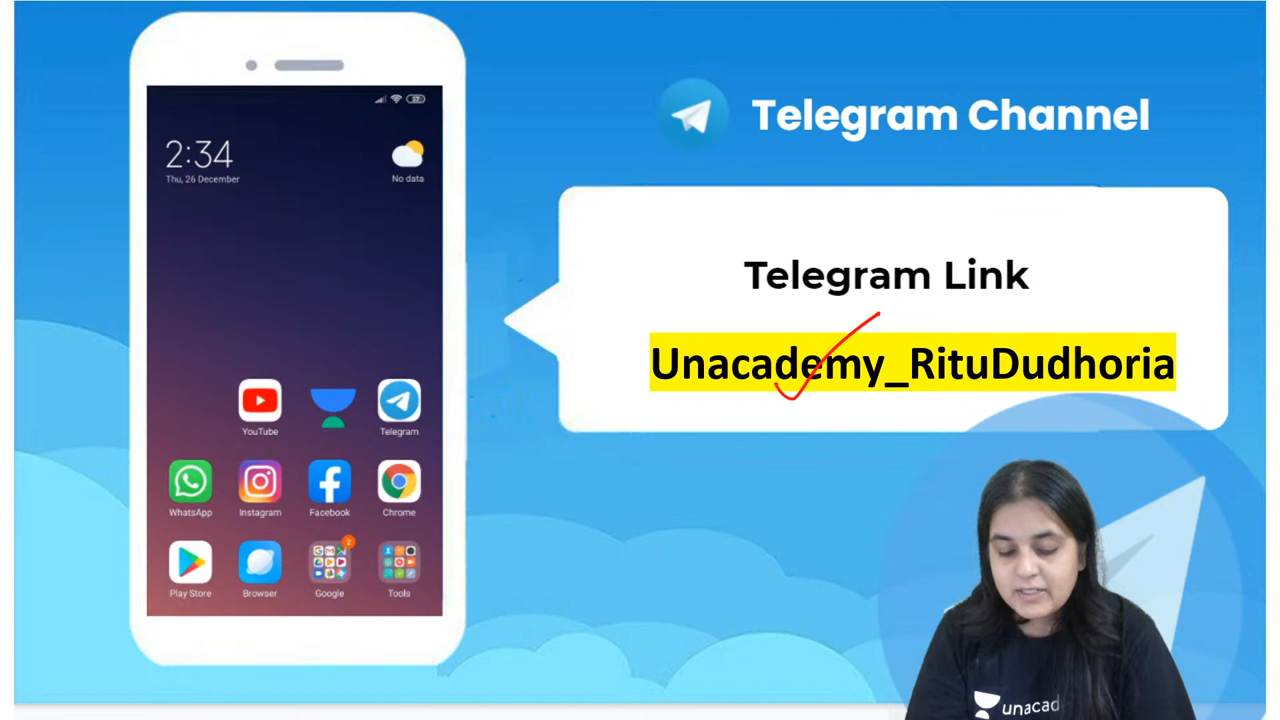 Telegram Channel
Telegram Link
Unacademy_RituDudhoria
2:34
Thu, 26 December
No data
YouTube
Telegram
WhatsApp
Instagram
Facebook
Chrome
2
Play Store
Browser
Google
Tools
unacad